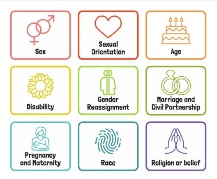 Sex
Sexual
Orientation
Age
Disability
Gender
Reassignment
Marriage and
Civil Partnership
Pregnancy
and Maternity
Race
Religion or belief